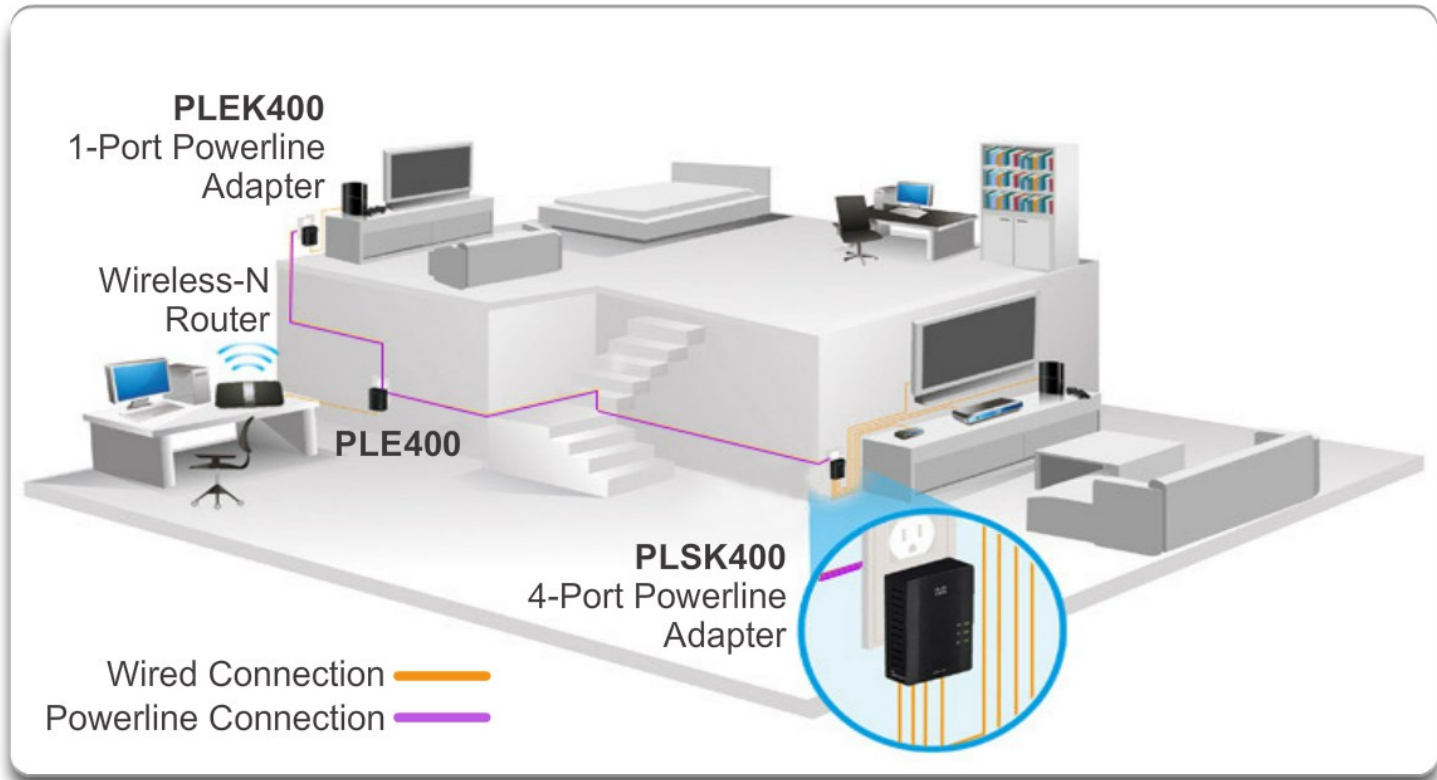 PLEK400
1-Port Powerline
Adapter
Wireless-N
Router
PLE400
PLSK400
4-Port Powerline
Adapter
Wired Connection
Powerline Connection